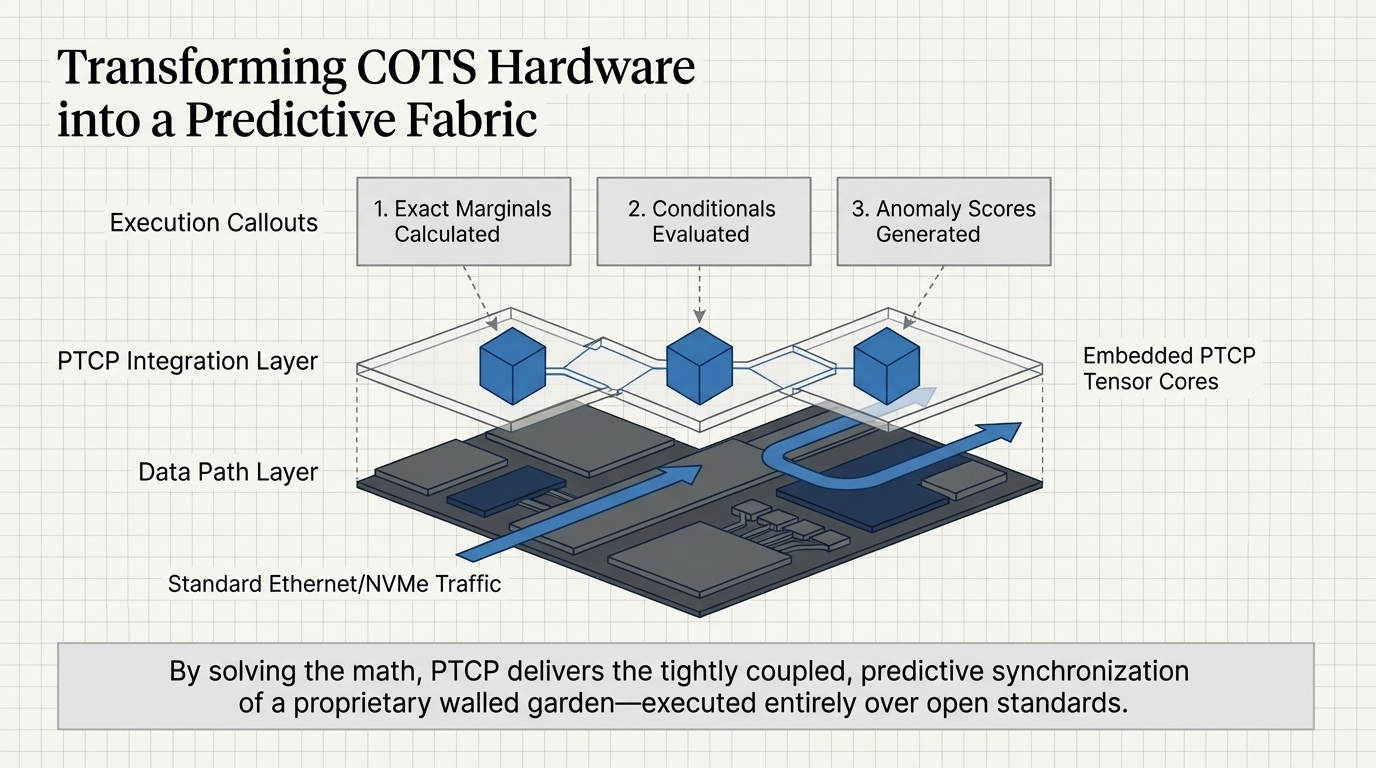 Transforming COTS Hardware
into a Predictive Fabric
Execution Callouts
1. Exact Marginals
Calculated
2. Conditionals
Evaluated
3. Anomaly Scores
Generated
PTCP Integration Layer
Embedded PTCP
Tensor Cores
Data Path Layer
Standard Ethernet/NVMe Traffic
By solving the math, PTCP delivers the tightly coupled, predictive synchronization
of a proprietary walled garden—executed entirely over open standards.